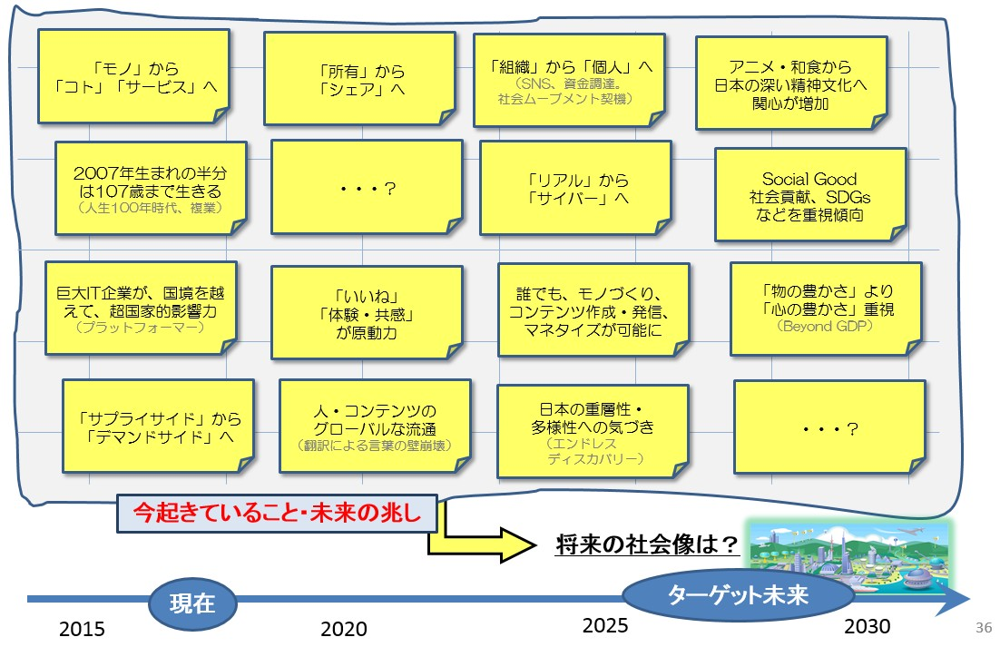 「モノ」から
「コト」「サービス」へ
「所有」から
「シェア」へ
「組織」から「個人」へ
（SNS、資金調達。
社会ムーブメント契機）
アニメ・和食から
日本の深い精神文化へ
関心が増加
2007年生まれの半分
は107歳まで生きる
（人生100年時代、複業）
・・・？
「リアル」から
「サイバー」へ
Social Good
社会貢献、SDGs
などを重視傾向
巨大IT企業が、国境を越
えて、超国家的影響力
（プラットフォーマー）
「いいね」
「体験・共感」
が原動力
誰でも、モノづくり、
コンテンツ作成・発信、
マネタイズが可能に
「物の豊かさ」より
「心の豊かさ」重視
（Beyond GDP）
「サプライサイド」から
「デマンドサイド」へ
人・コンテンツの
グローバルな流通
（翻訳による言葉の壁崩壊）
日本の重層性・
多様性への気づき
（エンドレス
ディスカバリー）
・・・？
今起きていること・未来の兆し
将来の社会像は？
現在
ターゲット未来
2015
2020
2025
2030
36